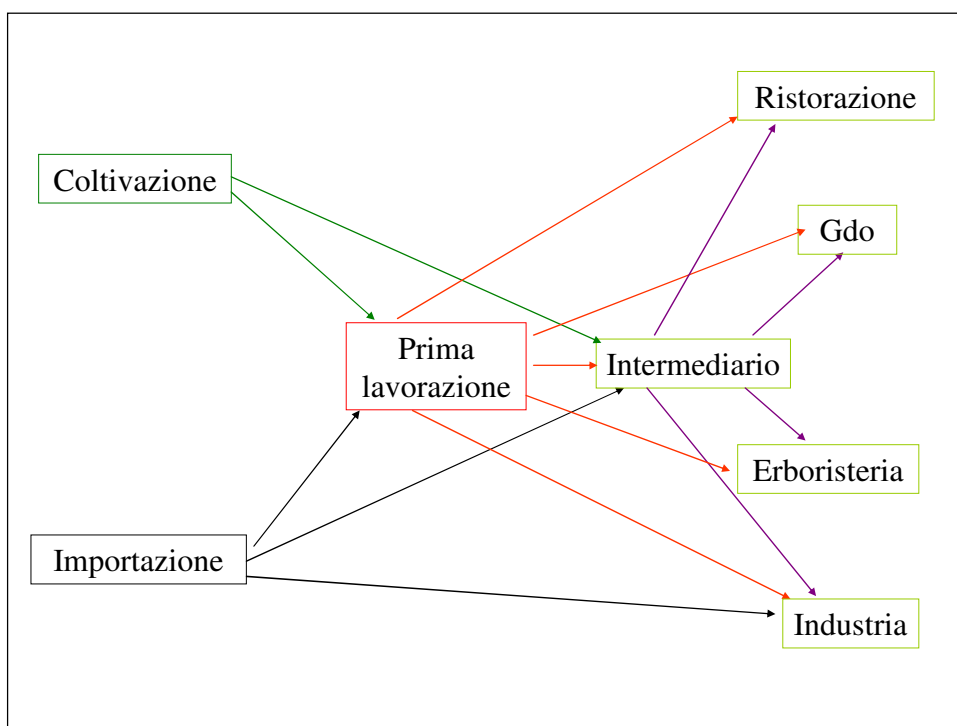 Ristorazione
Coltivazione
Gdo
Prima
lavorazione
Intermediario
Erboristeria
Importazione
Industria